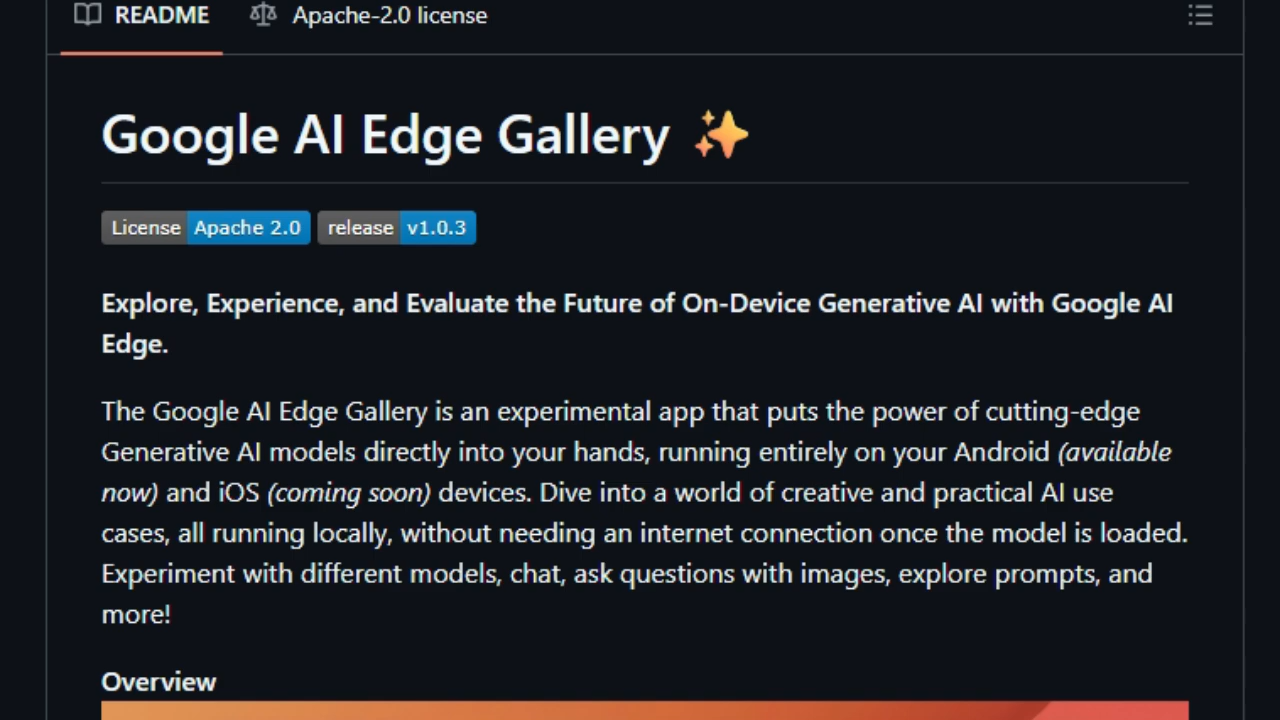 README Apache-2.0 license
Google AI Edge Gallery ✨
License Apache 2.0 release v1.0.3
Explore, Experience, and Evaluate the Future of On-Device Generative AI with Google AI
Edge.
The Google AI Edge Gallery is an experimental app that puts the power of cutting-edge
Generative AI models directly into your hands, running entirely on your Android (available
now) and iOS (coming soon) devices. Dive into a world of creative and practical AI use
cases, all running locally, without needing an internet connection once the model is loaded.
Experiment with different models, chat, ask questions with images, explore prompts, and
more!
Overview